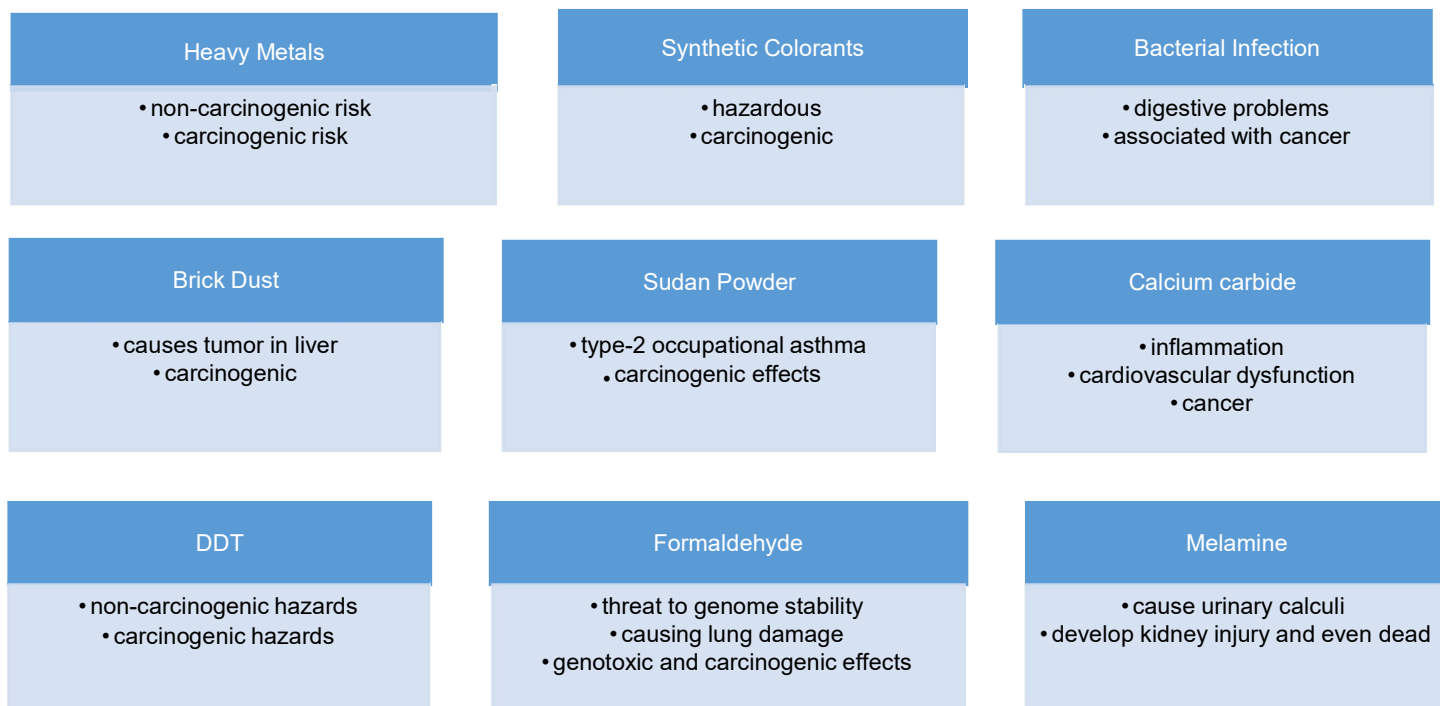 Heavy Metals
•non-carcinogenic risk
•carcinogenic risk
Synthetic Colorants
•hazardous
•carcinogenic
Bacterial Infection
•digestive problems
•associated with cancer
Brick Dust
•causes tumor in liver
•carcinogenic
Sudan Powder
•type-2 occupational asthma
•carcinogenic effects
Calcium carbide
•inflammation
•cardiovascular dysfunction
•cancer
DDT
•non-carcinogenic hazards
•carcinogenic hazards
Formaldehyde
•threat to genome stability
•causing lung damage
•genotoxic and carcinogenic effects
Melamine
•cause urinary calculi
•develop kidney injury and even dead